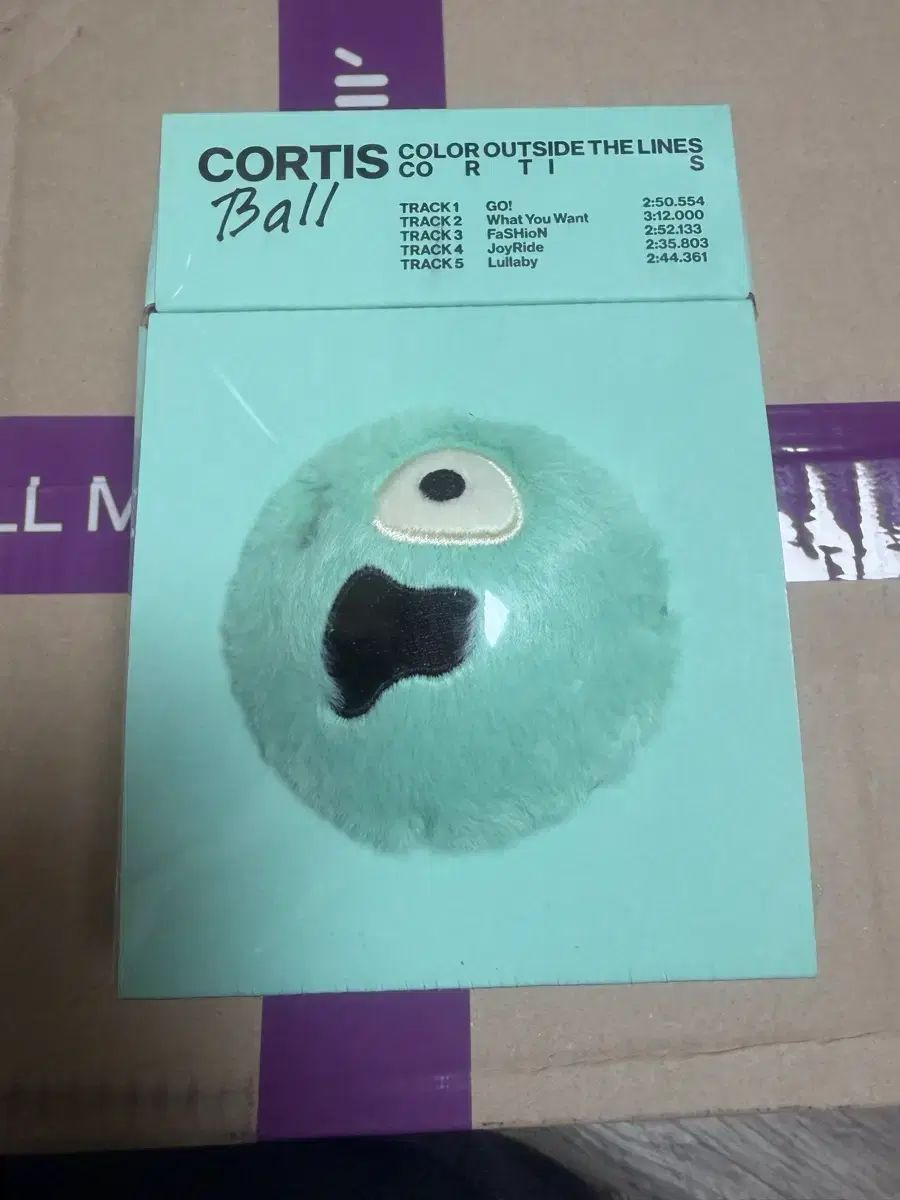 CORTIS
Ball
COLOR OUTSIDE THE LINES
CO R T I S
TRACK 1 GO! 2:50.554
TRACK 2 What You Want 3:12.000
TRACK 3 FaSHioN 2:52.133
TRACK 4 JoyRide 2:35.803
TRACK 5 Lullaby 2:44.361
LL M